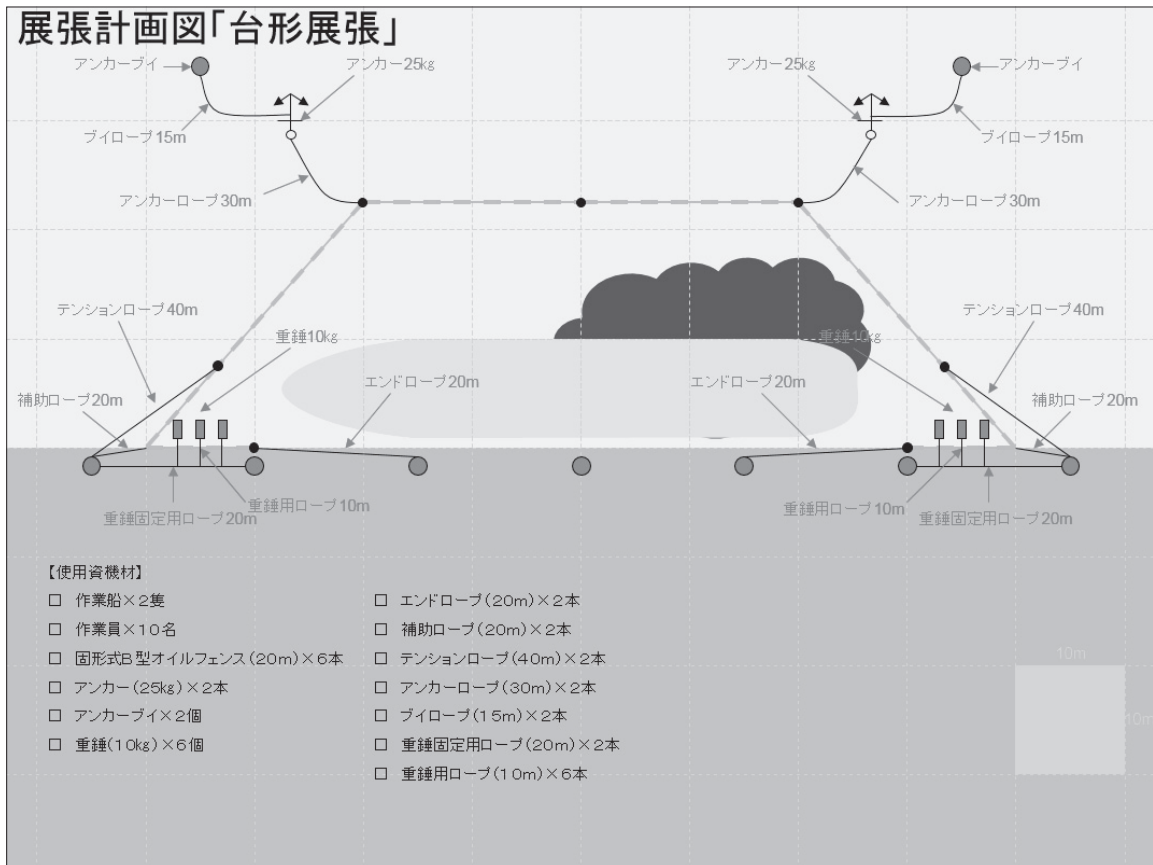 展張計画図「台形展張」
アンカーブイ
アンカー25㎏
アンカー25㎏
アンカーブイ
ブイロープ15m
ブイロープ15m
アンカーロープ30m
アンカーロープ30m
テンションロープ40m
重錘10㎏
重錘10㎏
テンションロープ40m
補助ロープ20m
エンドロープ20m
エンドロープ20m
補助ロープ20m
重錘固定用ロープ20m
重錘用ロープ10m
重錘用ロープ10m
重錘固定用ロープ20m
【使用資機材】
□ 作業船×2隻
□ 作業員×10名
□ 固形式B型オイルフェンス(20m)×6本
□ アンカー(25㎏)×2本
□ アンカーブイ×2個
□ 重錘(10㎏)×6個
□ エンドロープ(20m)×2本
□ 補助ロープ(20m)×2本
□ テンションロープ(40m)×2本
□ アンカーロープ(30m)×2本
□ ブイロープ(15m)×2本
□ 重錘固定用ロープ(20m)×2本
□ 重錘用ロープ(10m)×6本
10m
10m